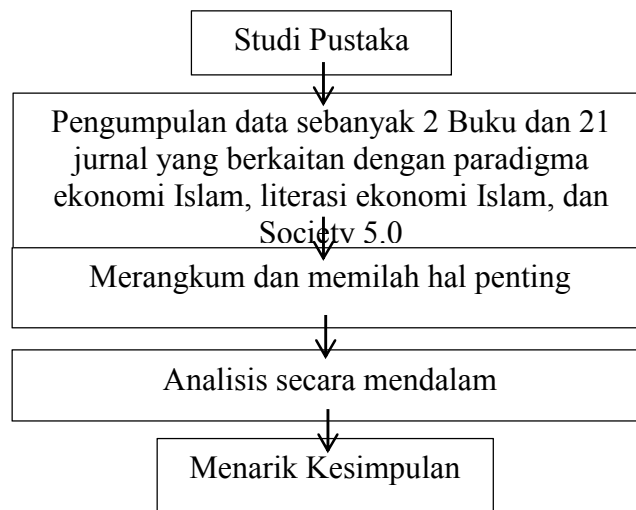 Studi Pustaka
Pengumpulan data sebanyak 2 Buku dan 21
jurnal yang berkaitan dengan paradigma
ekonomi Islam, literasi ekonomi Islam, dan
Society 5.0
Merangkum dan memilah hal penting
Analisis secara mendalam
Menarik Kesimpulan